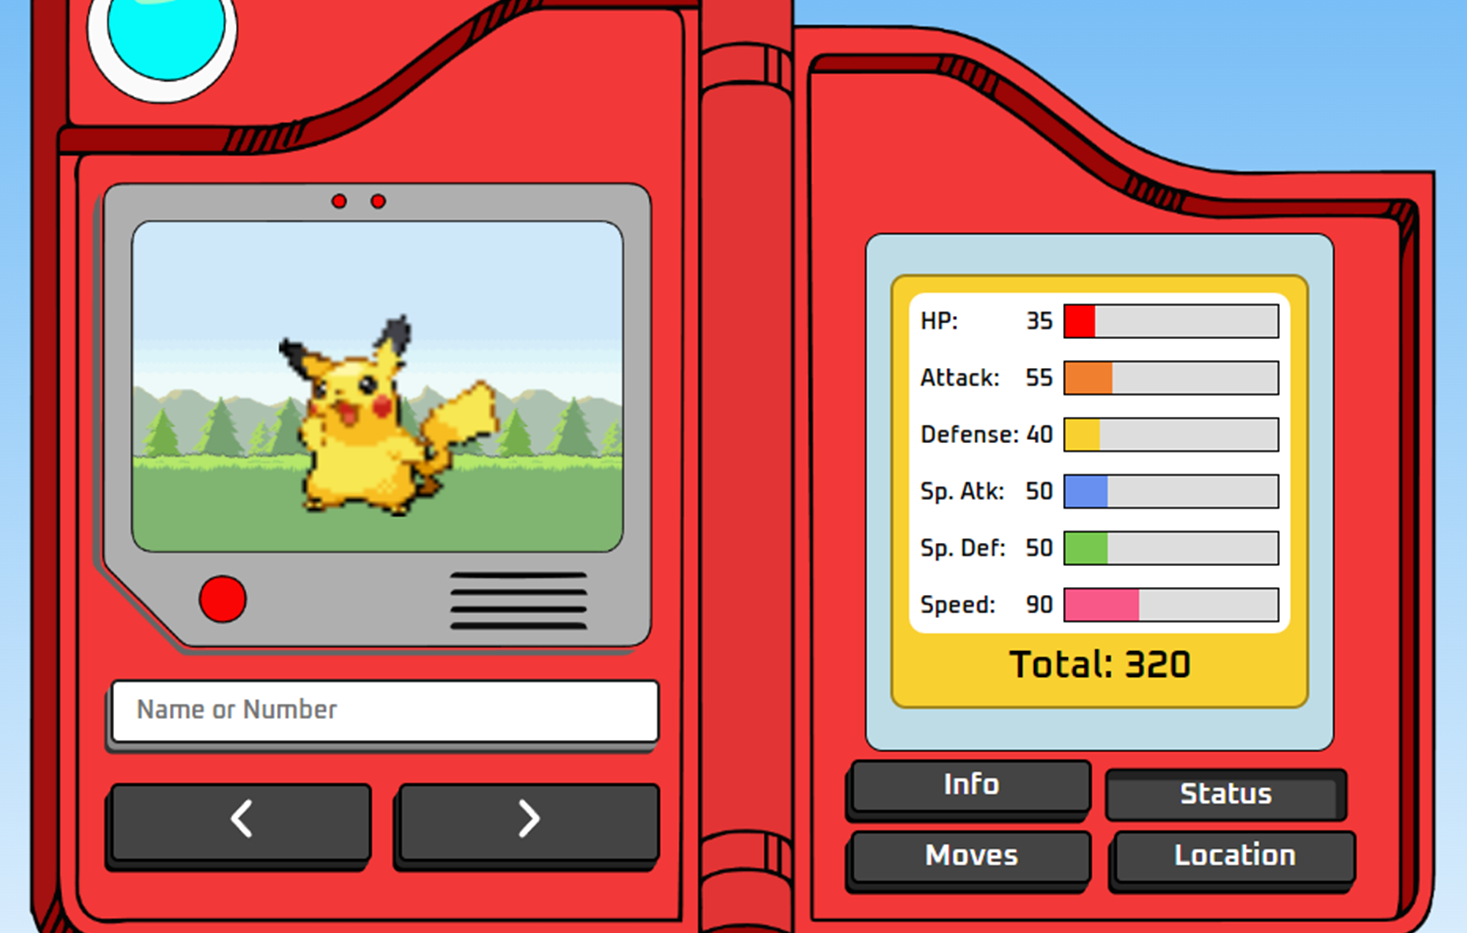 Name or Number
<
>
HP: 35
Attack: 55
Defense: 40
Sp. Atk: 50
Sp. Def: 50
Speed: 90
Total: 320
Info
Status
Moves
Location